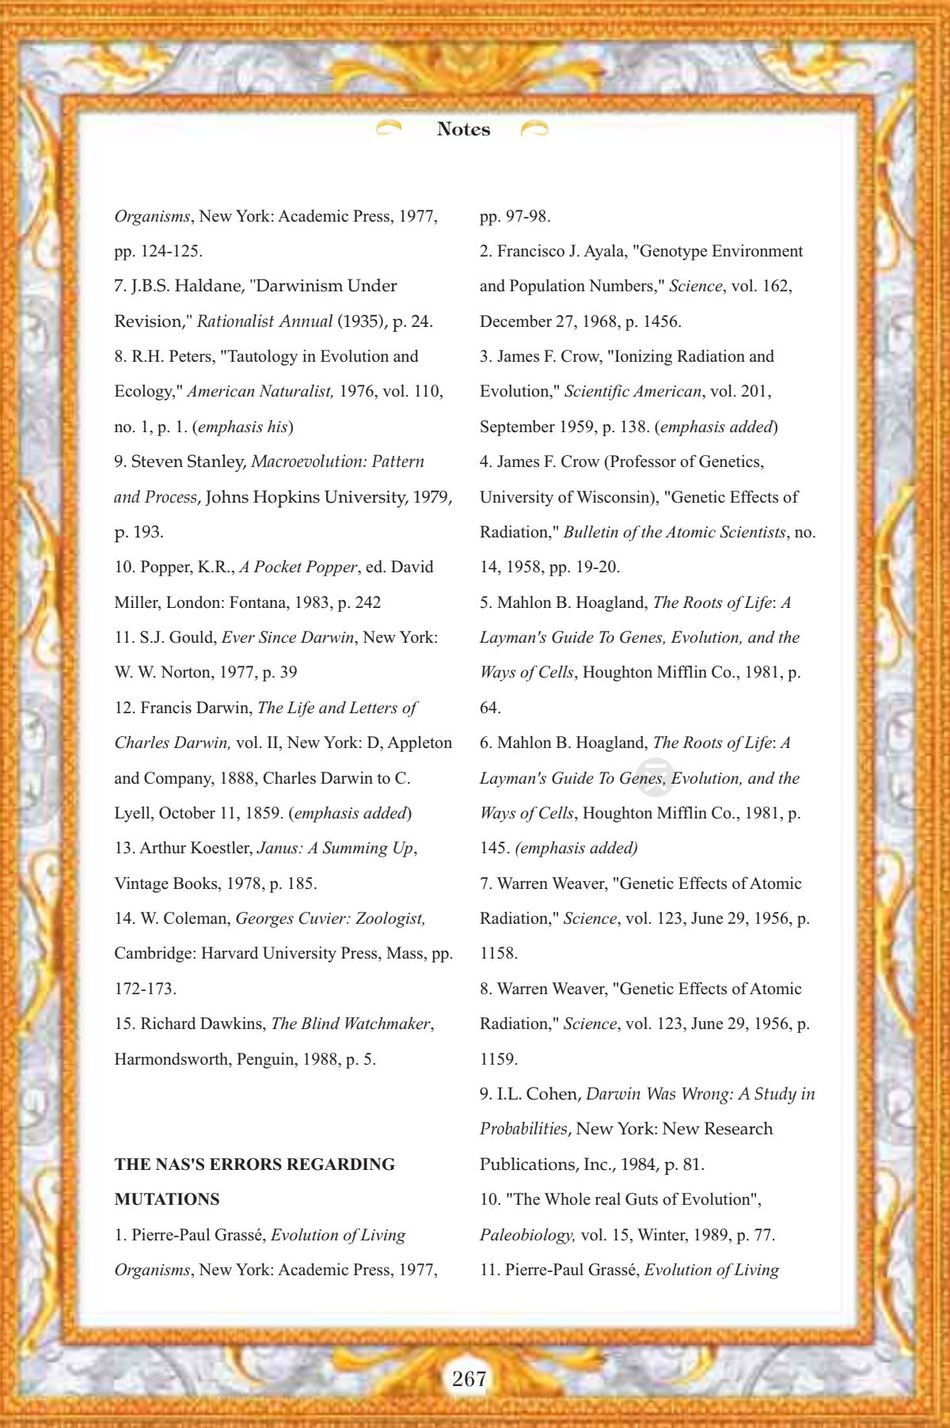 Notes
Organisms, New York: Academic Press, 1977,
pp. 124-125.
7. J.B.S. Haldane, "Darwinism Under
Revision," Rationalist Annual (1935), p. 24.
8. R.H. Peters, "Tautology in Evolution and
Ecology," American Naturalist, 1976, vol. 110,
no. 1, p. 1. (emphasis his)
9. Steven Stanley, Macroevolution: Pattern
and Process, Johns Hopkins University, 1979,
p. 193.
10. Popper, K.R., A Pocket Popper, ed. David
Miller, London: Fontana, 1983, p. 242
11. S.J. Gould, Ever Since Darwin, New York:
W. W. Norton, 1977, p. 39
12. Francis Darwin, The Life and Letters of
Charles Darwin, vol. II, New York: D, Appleton
and Company, 1888, Charles Darwin to C.
Lyell, October 11, 1859. (emphasis added)
13. Arthur Koestler, Janus: A Summing Up,
Vintage Books, 1978, p. 185.
14. W. Coleman, Georges Cuvier: Zoologist,
Cambridge: Harvard University Press, Mass, pp.
172-173.
15. Richard Dawkins, The Blind Watchmaker,
Harmondsworth, Penguin, 1988, p. 5.
THE NAS'S ERRORS REGARDING
MUTATIONS
1. Pierre-Paul Grassé, Evolution of Living
Organisms, New York: Academic Press, 1977,
pp. 97-98.
2. Francisco J. Ayala, "Genotype Environment
and Population Numbers," Science, vol. 162,
December 27, 1968, p. 1456.
3. James F. Crow, "Ionizing Radiation and
Evolution," Scientific American, vol. 201,
September 1959, p. 138. (emphasis added)
4. James F. Crow (Professor of Genetics,
University of Wisconsin), "Genetic Effects of
Radiation," Bulletin of the Atomic Scientists, no.
14, 1958, pp. 19-20.
5. Mahlon B. Hoagland, The Roots of Life: A
Layman's Guide To Genes, Evolution, and the
Ways of Cells, Houghton Mifflin Co., 1981, p.
64.
6. Mahlon B. Hoagland, The Roots of Life: A
Layman's Guide To Genes, Evolution, and the
Ways of Cells, Houghton Mifflin Co., 1981, p.
145. (emphasis added)
7. Warren Weaver, "Genetic Effects of Atomic
Radiation," Science, vol. 123, June 29, 1956, p.
1158.
8. Warren Weaver, "Genetic Effects of Atomic
Radiation," Science, vol. 123, June 29, 1956, p.
1159.
9. I.L. Cohen, Darwin Was Wrong: A Study in
Probabilities, New York: New Research
Publications, Inc., 1984, p. 81.
10. "The Whole real Guts of Evolution",
Paleobiology, vol. 15, Winter, 1989, p. 77.
11. Pierre-Paul Grassé, Evolution of Living
267